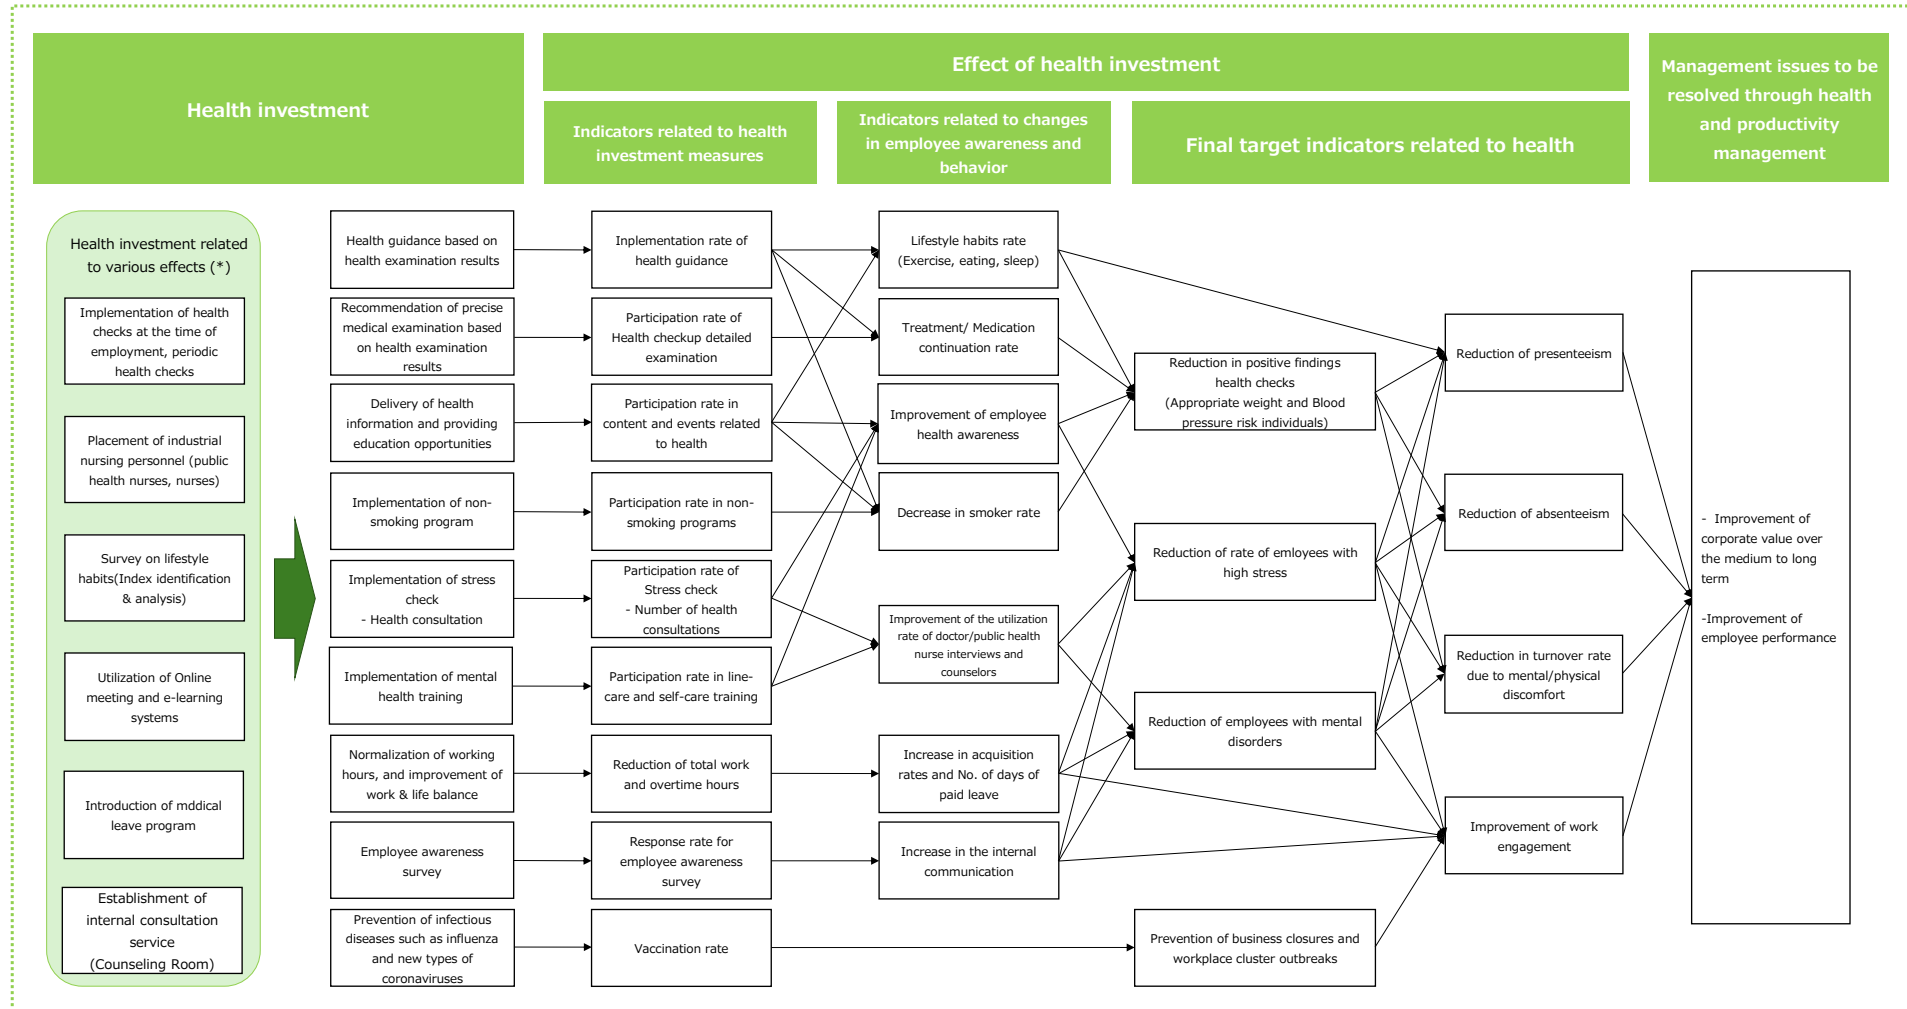 Health investment
Effect of health investment
Indicators related to health
investment measures
Indicators related to changes
in employee awareness and
behavior
Final target indicators related to health
Management issues to be
resolved through health
and productivity
management
Health investment related
to various effects (*)
Implementation of health
checks at the time of
employment, periodic
health checks
Placement of industrial
nursing personnel (public
health nurses, nurses)
Survey on lifestyle
habits(Index identification
& analysis)
Utilization of Online
meeting and e-learning
systems
Introduction of mddical
leave program
Establishment of
internal consultation
service
(Counseling Room)
Health guidance based on
health examination results
Recommendation of precise
medical examination based
on health examination
results
Delivery of health
information and providing
education opportunities
Implementation of non-
smoking program
Implementation of stress
check
- Health consultation
Implementation of mental
health training
Normalization of working
hours, and improvement of
work & life balance
Employee awareness
survey
Prevention of infectious
diseases such as influenza
and new types of
coronaviruses
Inplementation rate of
health guidance
Participation rate of
Health checkup detailed
examination
Participation rate in
content and events related
to health
Participation rate in non-
smoking programs
Participation rate of
Stress check
- Number of health
consultations
Participation rate in line-
care and self-care training
Reduction of total work
and overtime hours
Response rate for
employee awareness
survey
Vaccination rate
Lifestyle habits rate
(Exercise, eating, sleep)
Treatment/ Medication
continuation rate
Improvement of employee
health awareness
Decrease in smoker rate
Improvement of the utilization
rate of doctor/public health
nurse interviews and
counselors
Increase in acquisition
rates and No. of days of
paid leave
Increase in the internal
communication
Reduction in positive findings
health checks
(Appropriate weight and Blood
pressure risk individuals)
Reduction of rate of emloyees with
high stress
Reduction of employees with mental
disorders
Prevention of business closures and
workplace cluster outbreaks
Reduction of presenteeism
Reduction of absenteeism
Reduction in turnover rate
due to mental/physical
discomfort
Improvement of work
engagement
- Improvement of
corporate value over
the medium to long
term
-Improvement of
employee performance